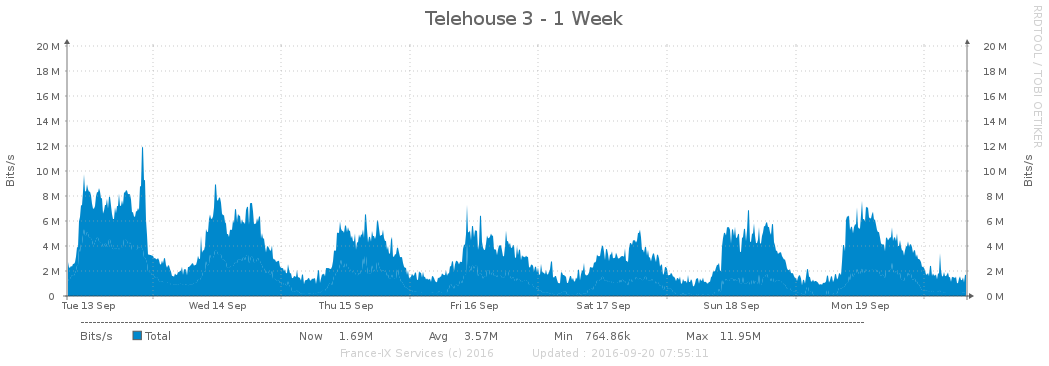 Telehouse 3 - 1 Week
RRDTOOL / TOBI OETIKER
Bits/s
20 M 20 M
18 M 18 M
16 M 16 M
14 M 14 M
12 M 12 M
10 M 10 M
8 M 8 M
6 M 6 M
4 M 4 M
2 M 2 M
0 0 M
Bits/s
Tue 13 Sep Wed 14 Sep Thu 15 Sep Fri 16 Sep Sat 17 Sep Sun 18 Sep Mon 19 Sep
Bits/s Total Now 1.69M Avg 3.57M Min 764.86k Max 11.95M
France-IX Services (c) 2016 Updated : 2016-09-20 07:55:11